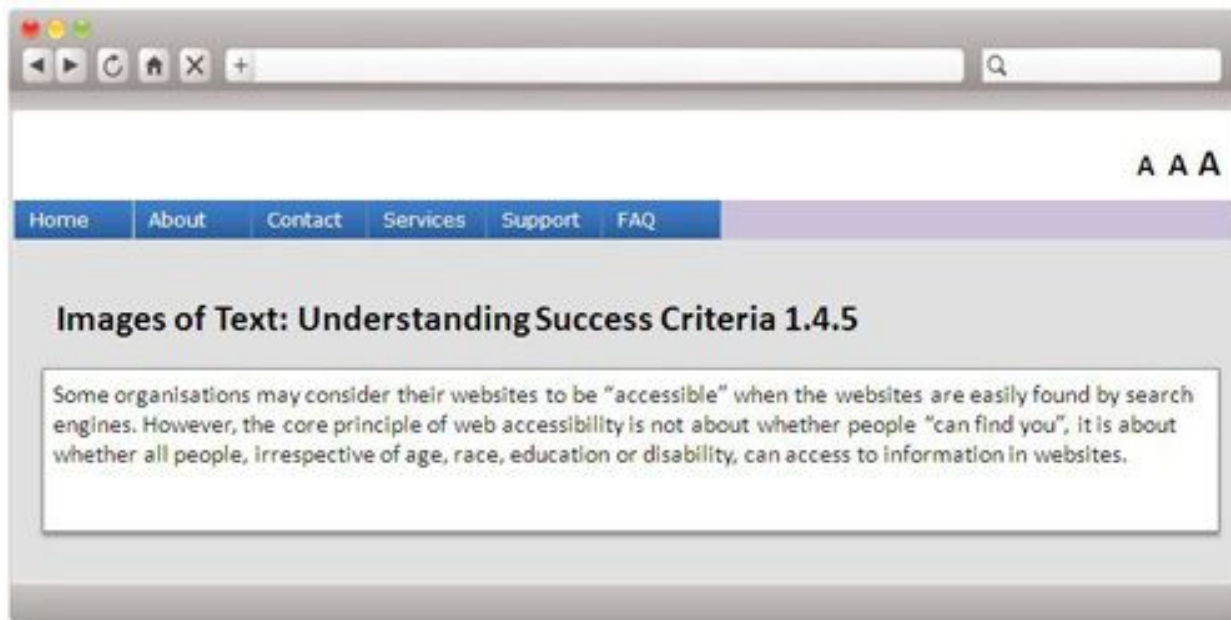 A A A
Home About Contact Services Support FAQ
Images of Text: Understanding Success Criteria 1.4.5
Some organisations may consider their websites to be “accessible” when the websites are easily found by search
engines. However, the core principle of web accessibility is not about whether people “can find you”, it is about
whether all people, irrespective of age, race, education or disability, can access to information in websites.